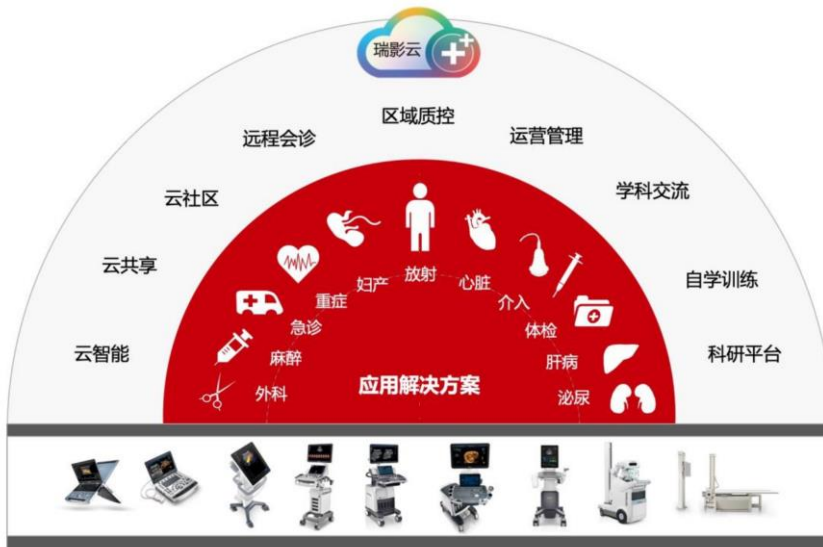 瑞影云
区域质控
远程会诊
运营管理
云社区
学科交流
云共享
自学训练
云智能
科研平台
放射
妇产
心脏
重症
介入
急诊
体检
麻醉
肝病
外科
泌尿
应用解决方案